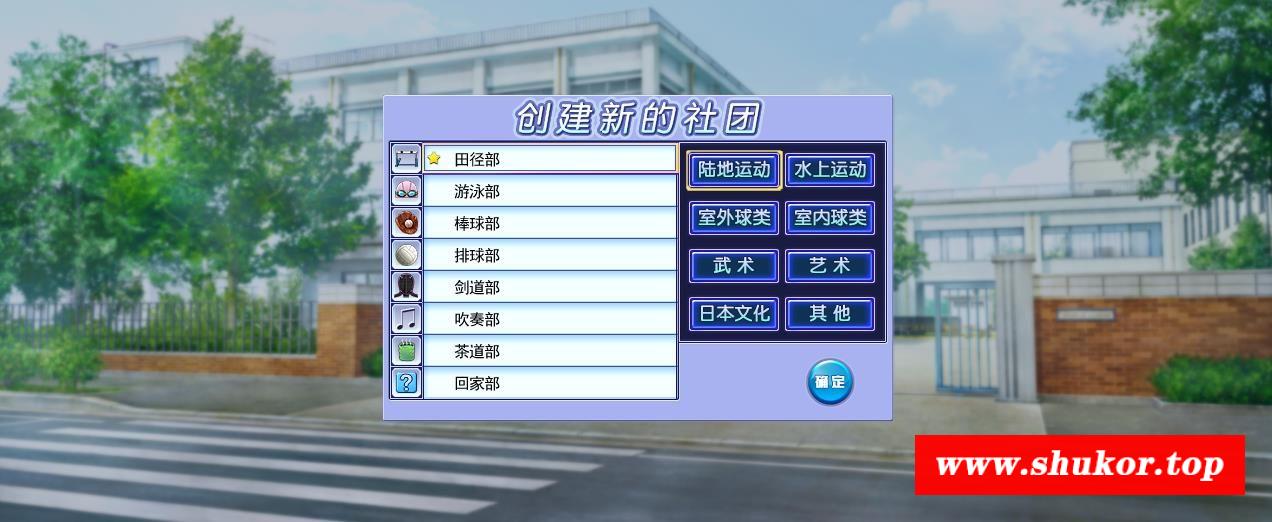 创建新的社团
田径部
游泳部
棒球部
排球部
剑道部
吹奏部
茶道部
回家部
陆地运动 水上运动
室外球类 室内球类
武术 艺术
日本文化 其他
确定
www.shukor.top